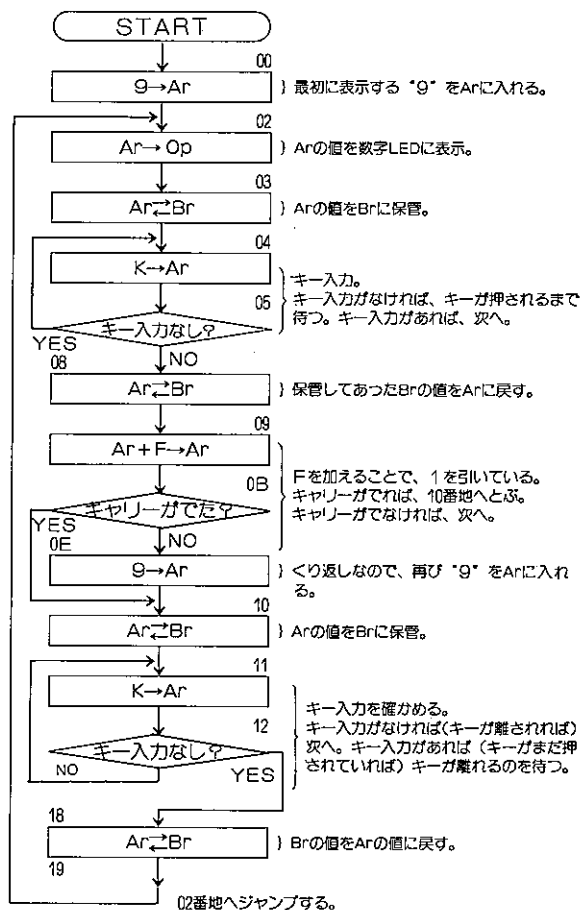 START
00
9→Ar
} 最初に表示する "9" をArに入れる。
02
Ar→Op
} Arの値を数字LEDに表示。
03
Ar⇄Br
} Arの値をBrに保管。
04
K→Ar
キー入力。
キー入力がなければ、キーが押されるまで
待つ。キー入力があれば、次へ。
05
キー入力なし?
YES
NO
08
Ar⇄Br
} 保管してあったBrの値をArに戻す。
09
Ar+F→Ar
Fを加えることで、1を引いている。
キャリーがでれば、10番地へとぶ。
キャリーがでなければ、次へ。
0B
キャリーがでた?
YES
NO
0E
9→Ar
} くり返しなので、再び "9" をArに入れ
る。
10
Ar⇄Br
} Arの値をBrに保管。
11
K→Ar
キー入力を確かめる。
キー入力がなければ(キーが離されれば)
次へ。キー入力があれば(キーがまだ押
されていれば)キーが離れるのを待つ。
12
キー入力なし?
NO
YES
18
Ar⇄Br
} Brの値をArの値に戻す。
19
02番地へジャンプする。